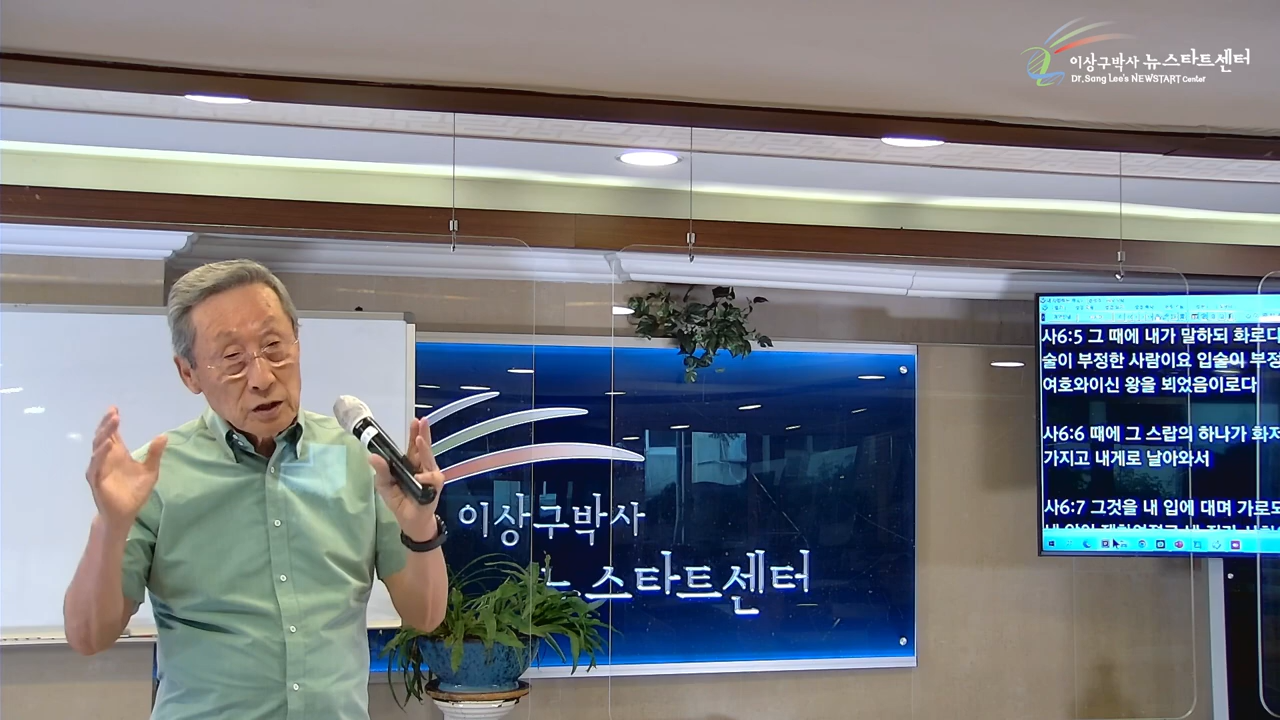 이상구박사 뉴스타트센터
Dr. Sang Lee's NEWSTART Center
이상구박사
뉴스타트센터
사6:5 그 때에 내가 말하되 화로다
술이 부정한 사람이요 입술이 부정
여호와이신 왕을 뵈었음이로다
사6:6 때에 그 스랍의 하나가 화저
가지고 내게로 날아와서
사6:7 그것을 내 입에 대며 가로되